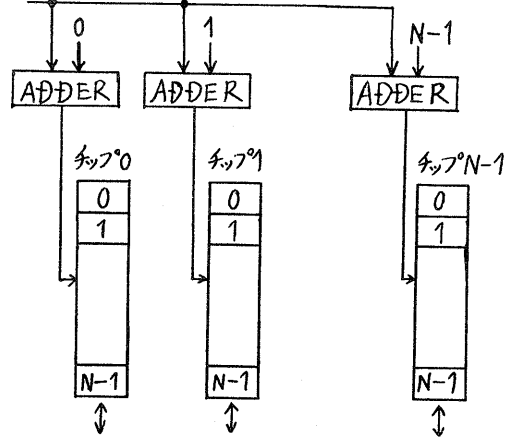 0 1 N-1
ADDER ADDER ADDER
チップ0 チップ1 チップN-1
0 0 0
1 1 1
N-1 N-1 N-1